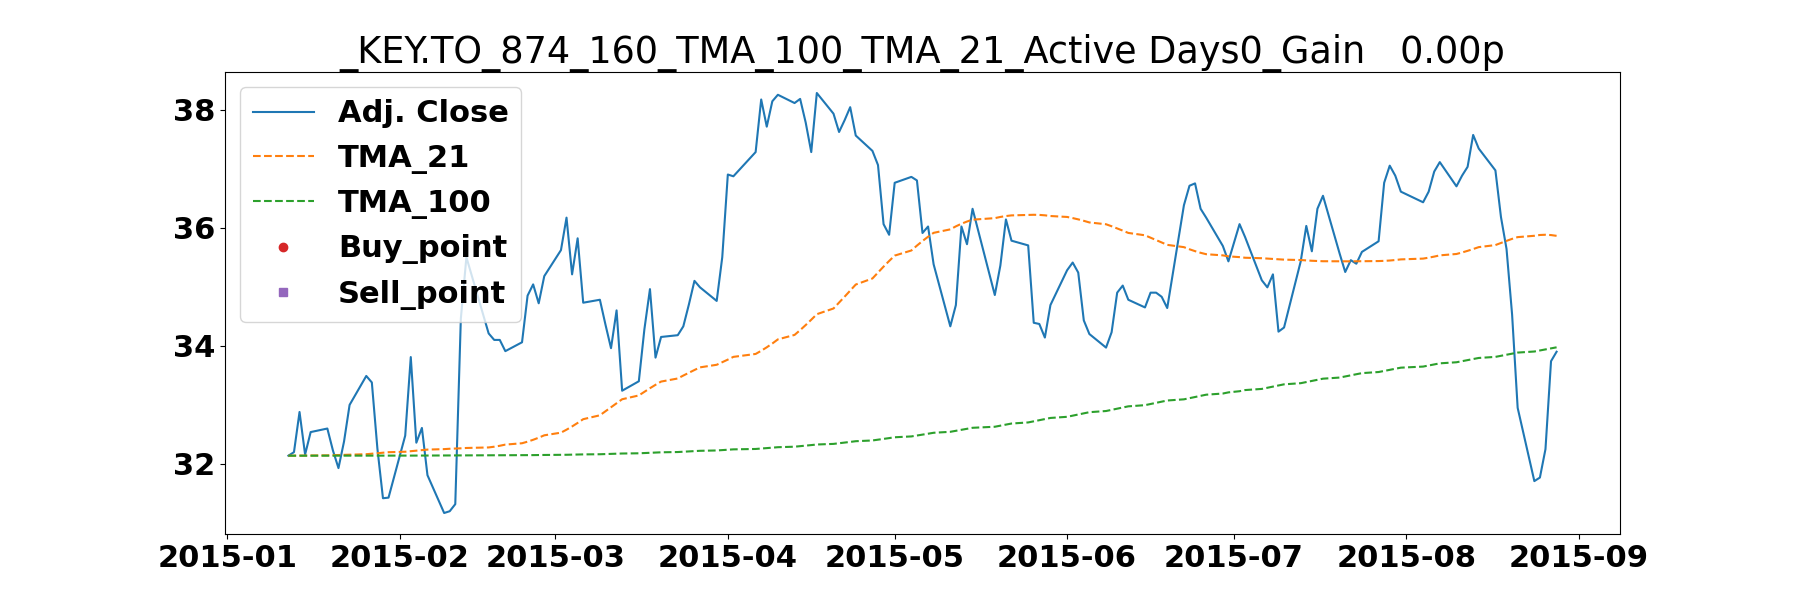 _KEY.TO_874_160_TMA_100_TMA_21_Active Days0_Gain   0.00p
38
36
34
32
Adj. Close
TMA_21
TMA_100
Buy_point
Sell_point
2015-01 2015-02 2015-03 2015-04 2015-05 2015-06 2015-07 2015-08 2015-09